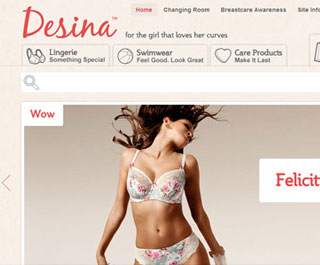 Home Changing Room Breastcare Awareness Site Info
Desina™
for the girl that loves her curves
Lingerie
Something Special
Swimwear
Feel Good. Look Great
Care Products
Make It Last
Wow
Felicit